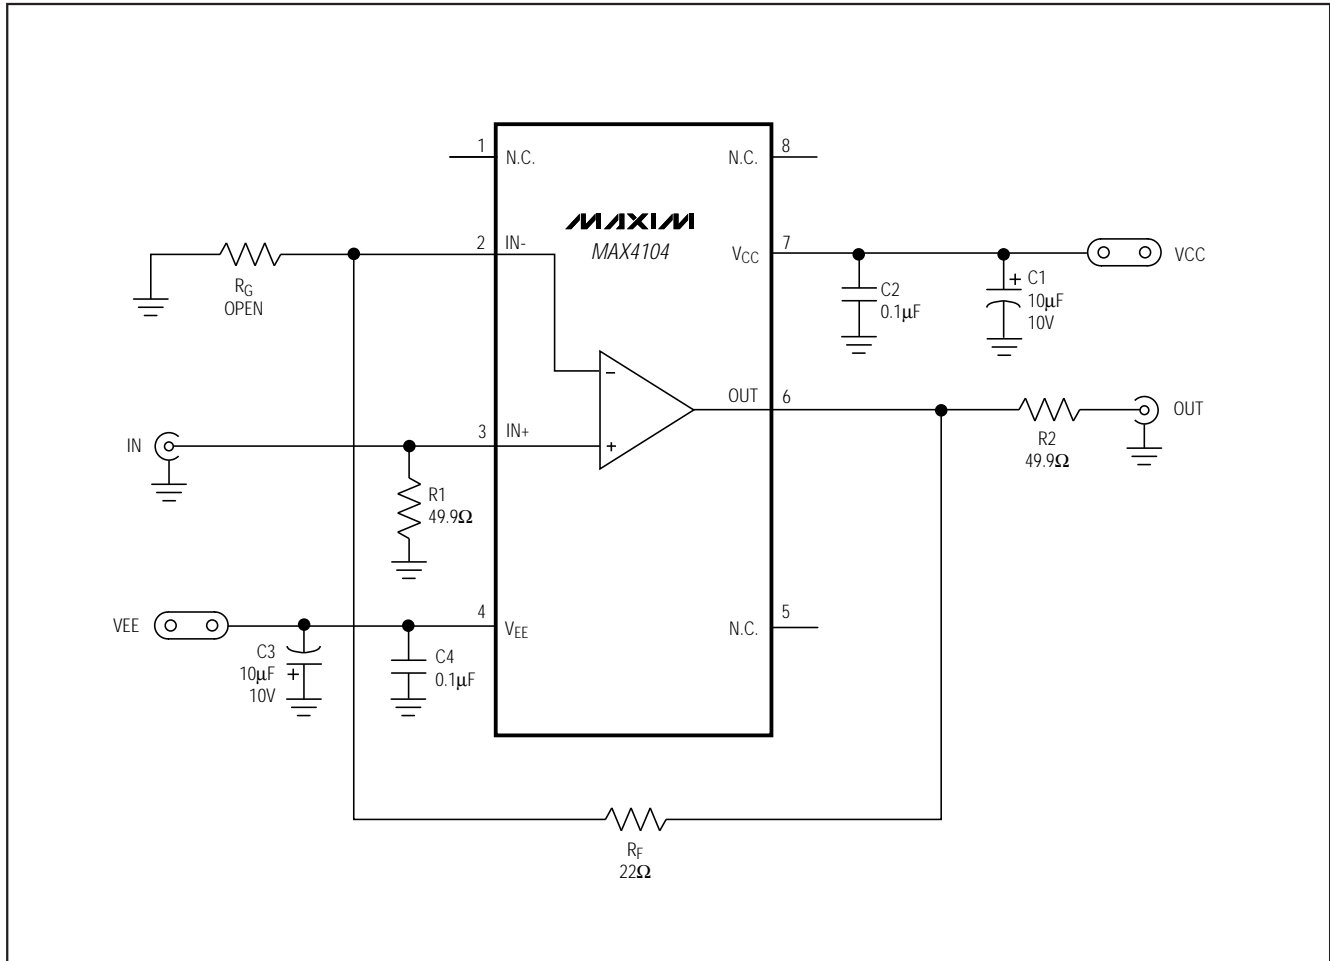 1
N.C.
N.C.
8
MAXIM
MAX4104
2
IN-
VCC
7
VCC
RG
OPEN
C2
0.1μF
+ C1
10μF
10V
OUT
6
OUT
R2
49.9Ω
IN
3
IN+
−
+
R1
49.9Ω
VEE
4
VEE
N.C.
5
C3
10μF
+
10V
C4
0.1μF
RF
22Ω